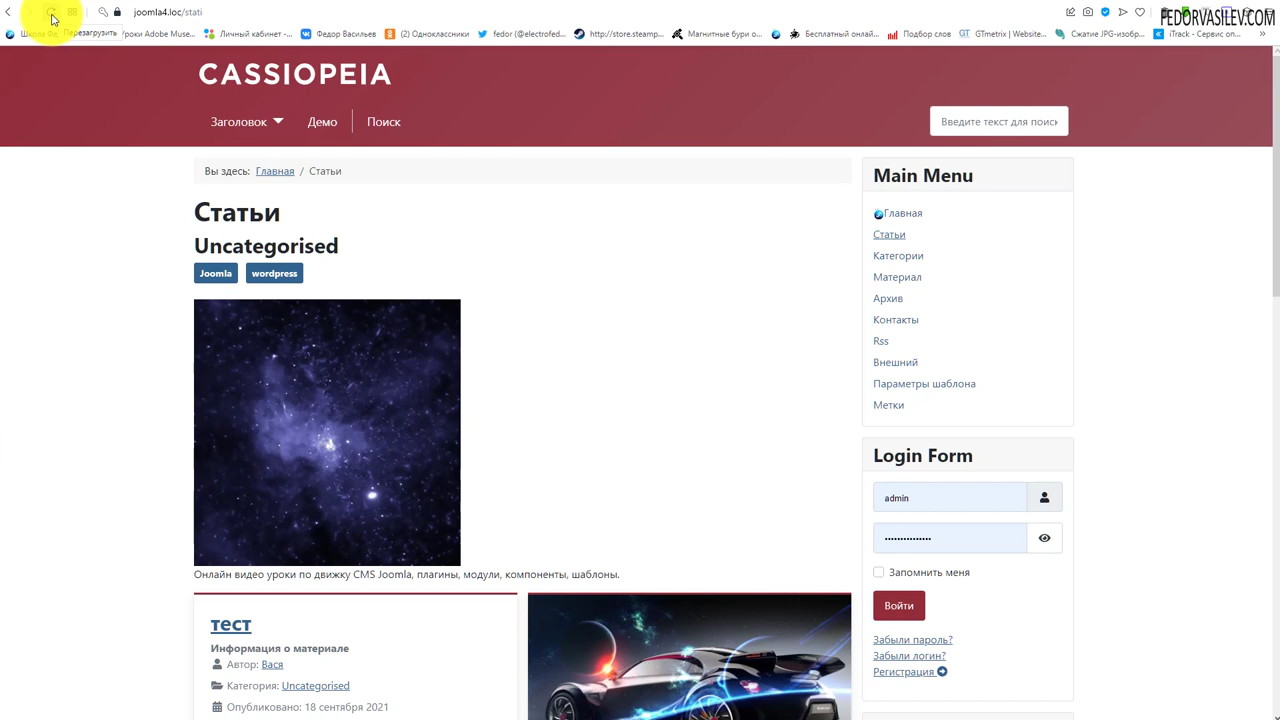 joomla4.loc/stati
FEDORVASILEV.COM
Перезагрузить
Личный кабинет -...
Федор Васильев
(2) Одноклассники
fedor (@electrofed...
http://store.steamp...
Магнитные бури о...
Бесплатный онлай...
Подбор слов
GTmetrix | Website...
Сжатие JPG-изобр...
iTrack - Сервис оп...
CASSIOPEIA
Заголовок
Демо
Поиск
Введите текст для поиск
Вы здесь: Главная / Статьи
Статьи
Uncategorised
Joomla wordpress
Онлайн видео уроки по движку CMS Joomla, плагины, модули, компоненты, шаблоны.
тест
Информация о материале
Автор: Вася
Категория: Uncategorised
Опубликовано: 18 сентября 2021
Main Menu
Главная
Статьи
Категории
Материал
Архив
Контакты
Rss
Внешний
Параметры шаблона
Метки
Login Form
admin
Запомнить меня
Войти
Забыли пароль?
Забыли логин?
Регистрация